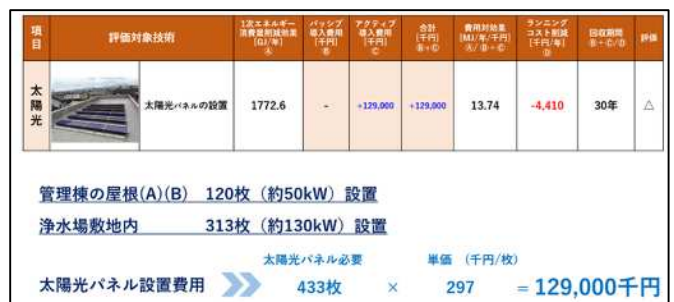 項目 評価対象技術 1次エネルギー消費量削減効果[GJ/年]Ⓐ パッシブ導入費用[千円]Ⓑ アクティブ導入費用[千円]Ⓒ 合計[千円]Ⓑ+Ⓒ 費用対効果[MJ/年/千円]Ⓐ/Ⓑ+Ⓒ ランニングコスト削減[千円/年]Ⓓ 回収期間Ⓑ+Ⓒ/Ⓓ 評価
太陽光 太陽光パネルの設置 1772.6 - +129,000 +129,000 13.74 -4,410 30年 △
管理棟の屋根(A)(B) 120枚（約50kW）設置
浄水場敷地内 313枚（約130kW）設置
太陽光パネル必要 単価（千円/枚）
太陽光パネル設置費用 433枚 × 297 = 129,000千円